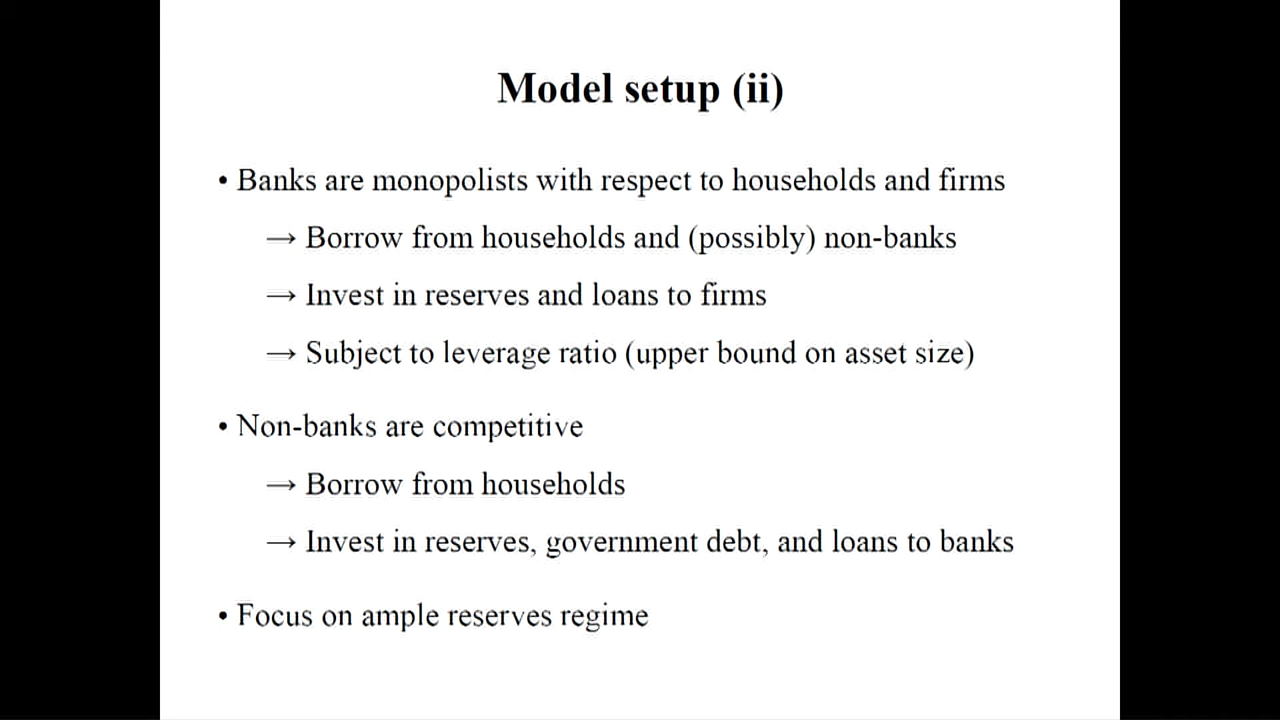 Model setup (ii)
• Banks are monopolists with respect to households and firms
→ Borrow from households and (possibly) non-banks
→ Invest in reserves and loans to firms
→ Subject to leverage ratio (upper bound on asset size)
• Non-banks are competitive
→ Borrow from households
→ Invest in reserves, government debt, and loans to banks
• Focus on ample reserves regime